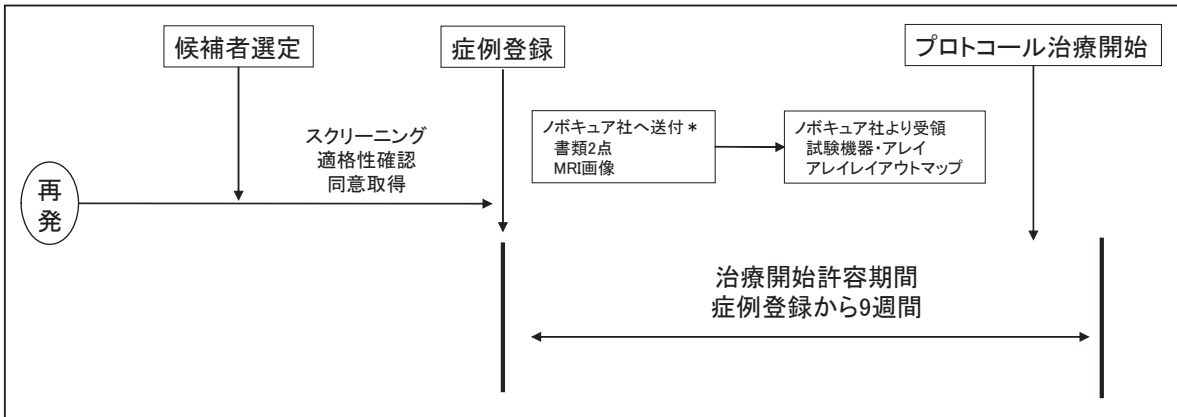 候補者選定
症例登録
プロトコール治療開始
スクリーニング
適格性確認
同意取得
ノボキュア社へ送付＊
書類2点
MRI画像
ノボキュア社より受領
試験機器・アレイ
アレイレイアウトマップ
再発
治療開始許容期間
症例登録から9週間